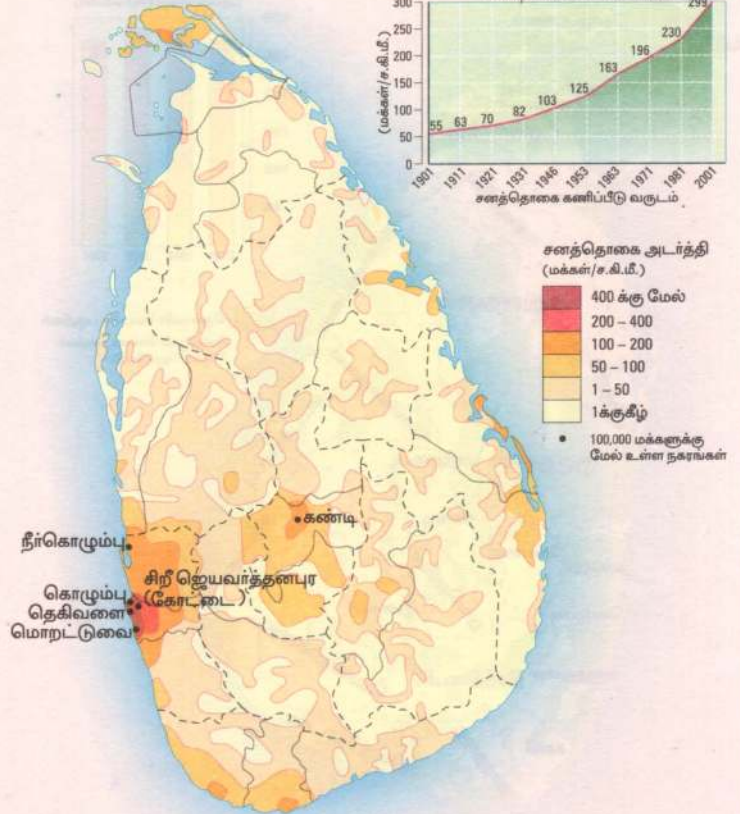 300
250
200
150
100
50
0
(மக்கள்/ச.கி.மீ.)
55 63 70 82 103 125 163 196 230 299
1901 1911 1921 1931 1946 1953 1963 1971 1981 2001
சனத்தொகை கணிப்பீடு வருடம்
சனத்தொகை அடர்த்தி
(மக்கள்/ச.கி.மீ.)
400 க்கு மேல்
200 – 400
100 – 200
50 – 100
1 – 50
1க்குகீழ்
• 100,000 மக்களுக்கு
மேல் உள்ள நகரங்கள்
கண்டி
நீர்கொழும்பு
சிறீ ஜெயவர்த்தனபுர
(கோட்டை)
கொழும்பு
தெகிவளை
மொறட்டுவை